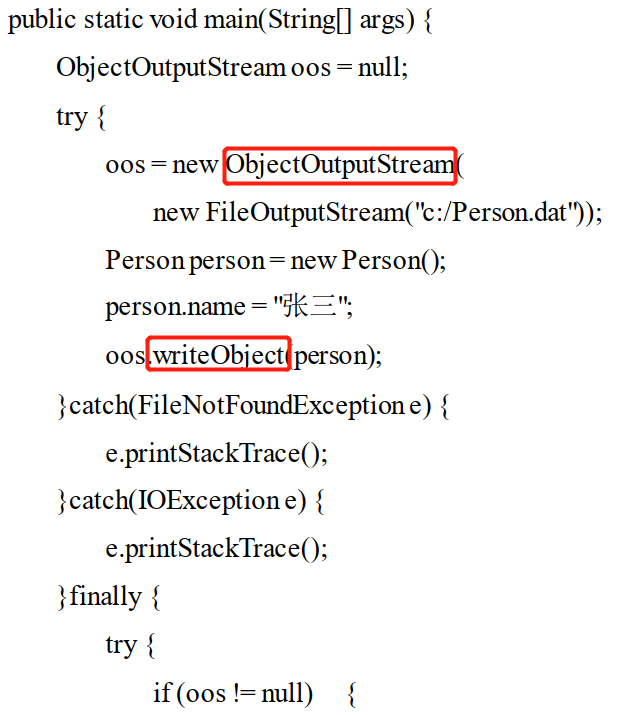 public static void main(String[] args) {
ObjectOutputStream oos = null;
try {
oos = new ObjectOutputStream(
new FileOutputStream("c:/Person.dat"));
Person person = new Person();
person.name = "张三";
oos.writeObject(person);
}catch(FileNotFoundException e) {
e.printStackTrace();
}catch(IOException e) {
e.printStackTrace();
}finally {
try {
if (oos != null) {